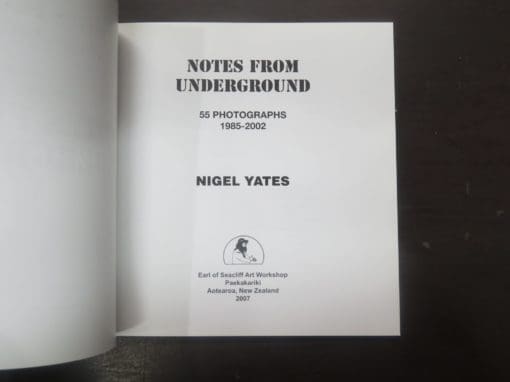 NOTES FROM
UNDERGROUND
55 PHOTOGRAPHS
1985-2002
NIGEL YATES
Earl of Seacliff Art Workshop
Paekakariki
Aotearoa, New Zealand
2007